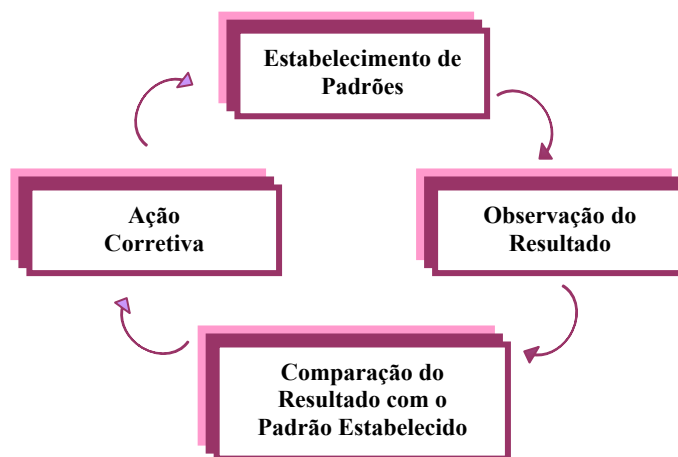 Estabelecimento de
Padrões
Ação
Corretiva
Observação do
Resultado
Comparação do
Resultado com o
Padrão Estabelecido